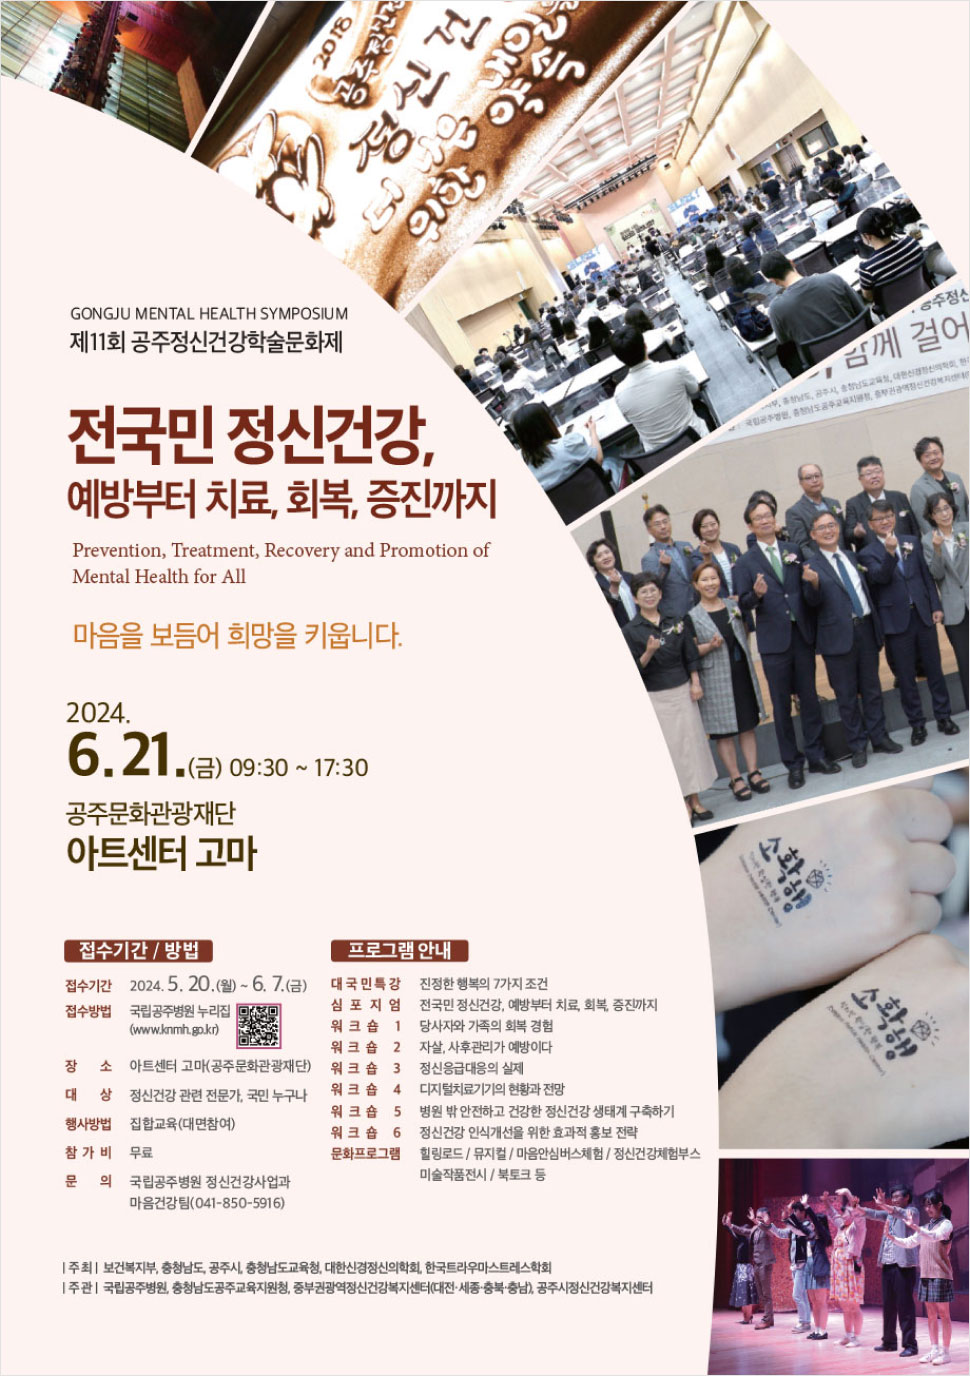 2018
정신건
더 나은 내일
위한 약속
공주정신
함께 걸어
GONGJU MENTAL HEALTH SYMPOSIUM
제11회 공주정신건강학술문화제
전국민 정신건강,
예방부터 치료, 회복, 증진까지
Prevention, Treatment, Recovery and Promotion of
Mental Health for All
마음을 보듬어 희망을 키웁니다.
2024.
6. 21.(금) 09:30 ~ 17:30
공주문화관광재단
아트센터 고마
소확행
소확행
접수기간 / 방법
접수기간 2024. 5. 20.(월) ~ 6. 7.(금)
접수방법 국립공주병원 누리집
(www.knmh.go.kr)
장 소 아트센터 고마(공주문화관광재단)
대 상 정신건강 관련 전문가, 국민 누구나
행사방법 집합교육(대면참여)
참 가 비 무료
문 의 국립공주병원 정신건강사업과
마음건강팀(041-850-5916)
프로그램 안내
대국민특강 진정한 행복의 7가지 조건
심 포 지 엄 전국민 정신건강, 예방부터 치료, 회복, 증진까지
워 크 숍 1 당사자와 가족의 회복 경험
워 크 숍 2 자살, 사후관리가 예방이다
워 크 숍 3 정신응급대응의 실제
워 크 숍 4 디지털치료기기의 현황과 전망
워 크 숍 5 병원 밖 안전하고 건강한 정신건강 생태계 구축하기
워 크 숍 6 정신건강 인식개선을 위한 효과적 홍보 전략
문화프로그램 힐링로드 / 뮤지컬 / 마음안심버스체험 / 정신건강체험부스
미술작품전시 / 북토크 등
| 주 최 | 보건복지부, 충청남도, 공주시, 충청남도교육청, 대한신경정신의학회, 한국트라우마스트레스학회
| 주 관 | 국립공주병원, 충청남도공주교육지원청, 중부권광역정신건강복지센터(대전·세종·충북·충남), 공주시정신건강복지센터